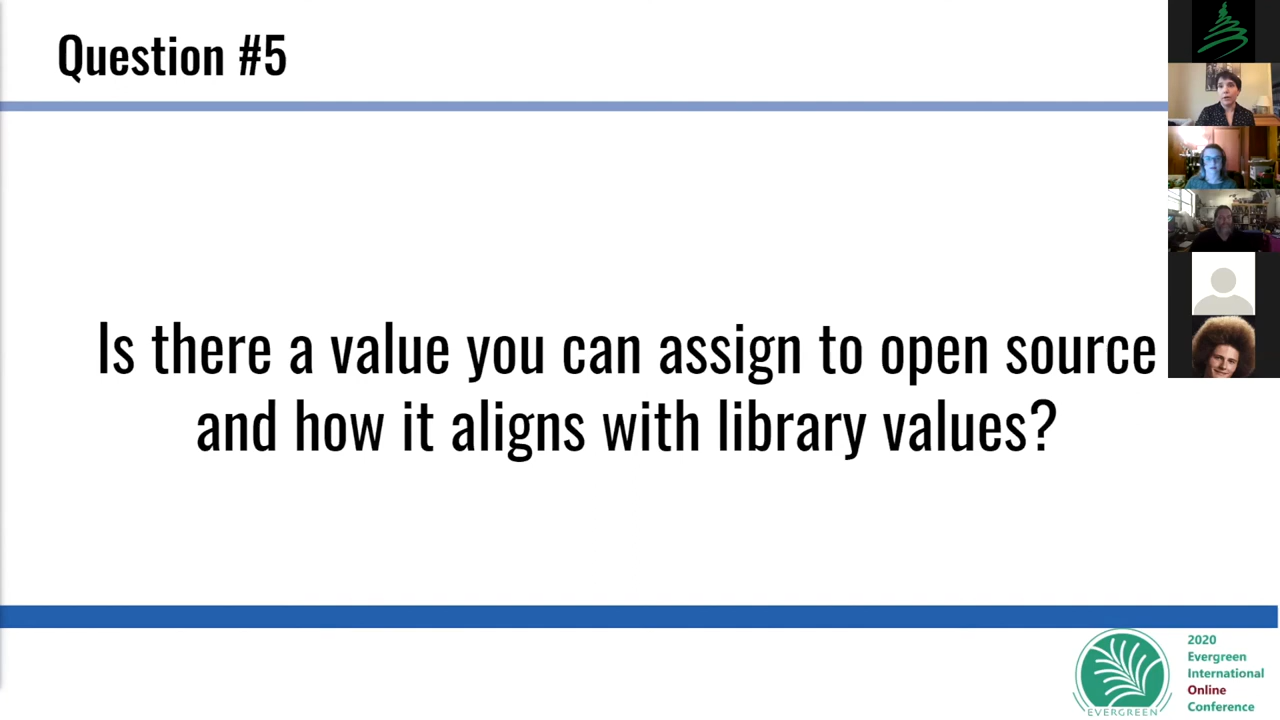 Question #5
Is there a value you can assign to open source
and how it aligns with library values?
EVERGREEN
2020
Evergreen
International
Online
Conference